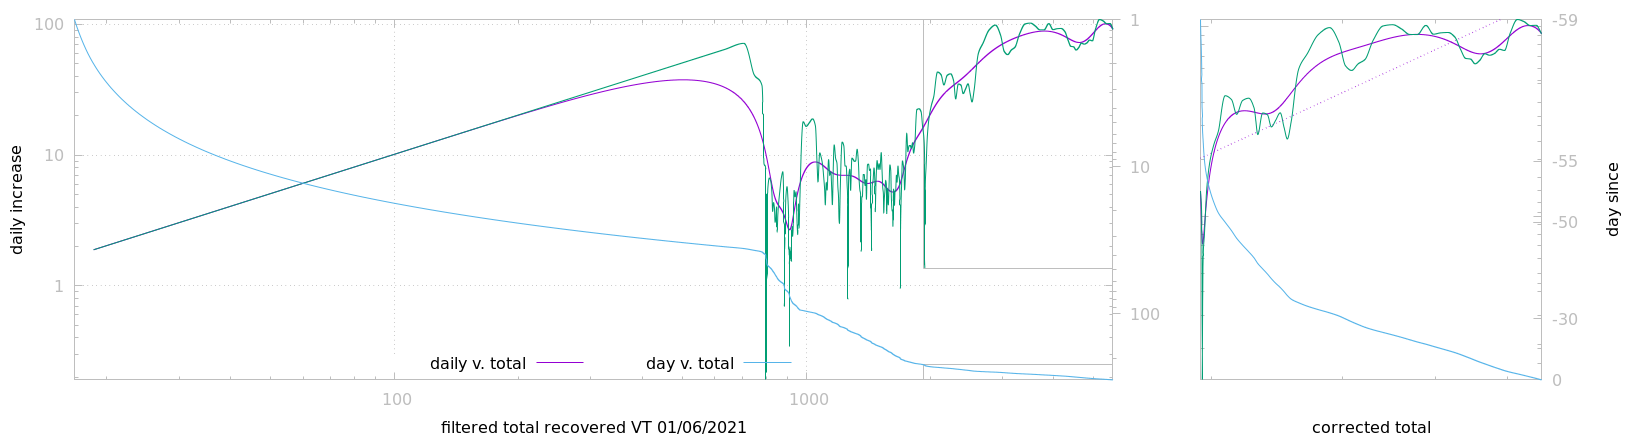 100
10
1
daily increase
100
1000
filtered total recovered VT 01/06/2021
daily v. total
day v. total
1
10
100
-59
-55
-50
-30
0
day since
corrected total